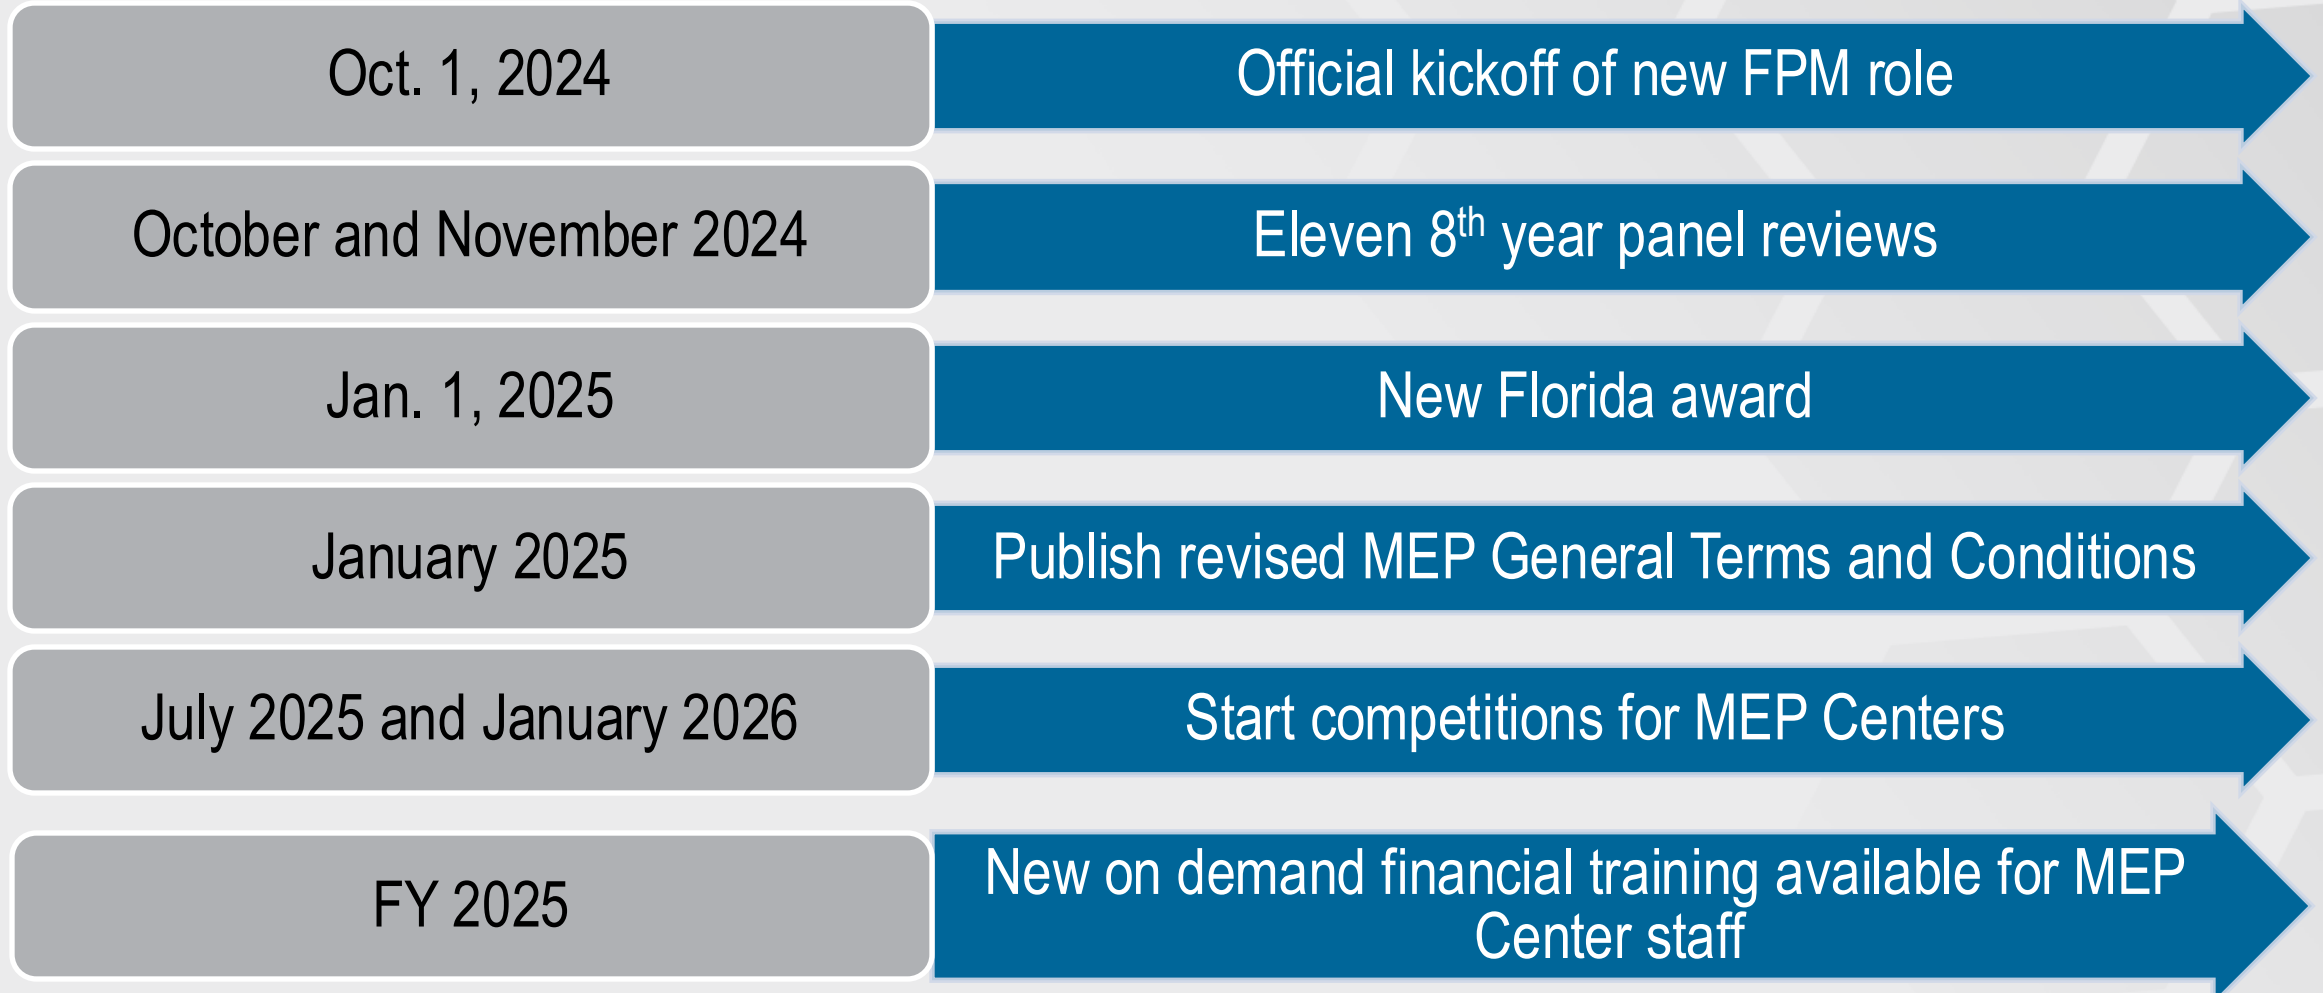 Oct. 1, 2024
Official kickoff of new FPM role
October and November 2024
Eleven 8th year panel reviews
Jan. 1, 2025
New Florida award
January 2025
Publish revised MEP General Terms and Conditions
July 2025 and January 2026
Start competitions for MEP Centers
FY 2025
New on demand financial training available for MEP
Center staff